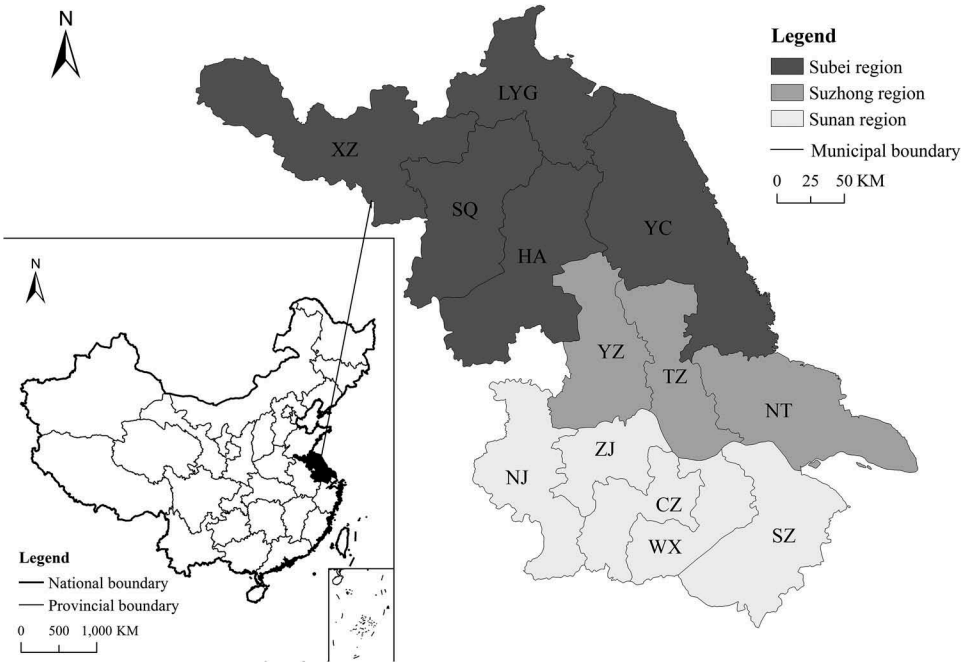 N
Legend
Subei region
Suzhong region
Sunan region
Municipal boundary
0 25 50 KM
LYG
XZ
SQ
YC
HA
YZ
TZ
NT
ZJ
NJ
CZ
SZ
WX
N
Legend
National boundary
Provincial boundary
0 500 1,000 KM